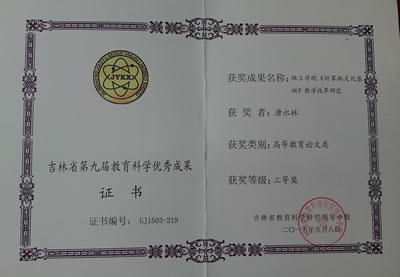 JYKX
吉林省第九届教育科学优秀成果
证 书
证书编号: GJ1503-219
获奖成果名称: 独立学院《计算机文化基
础》教学改革研究
获 奖 者: 唐永林
获奖类别: 高等教育论文类
获奖等级: 三等奖
吉林省教育科学研究领导小组
二〇一五年九月八日